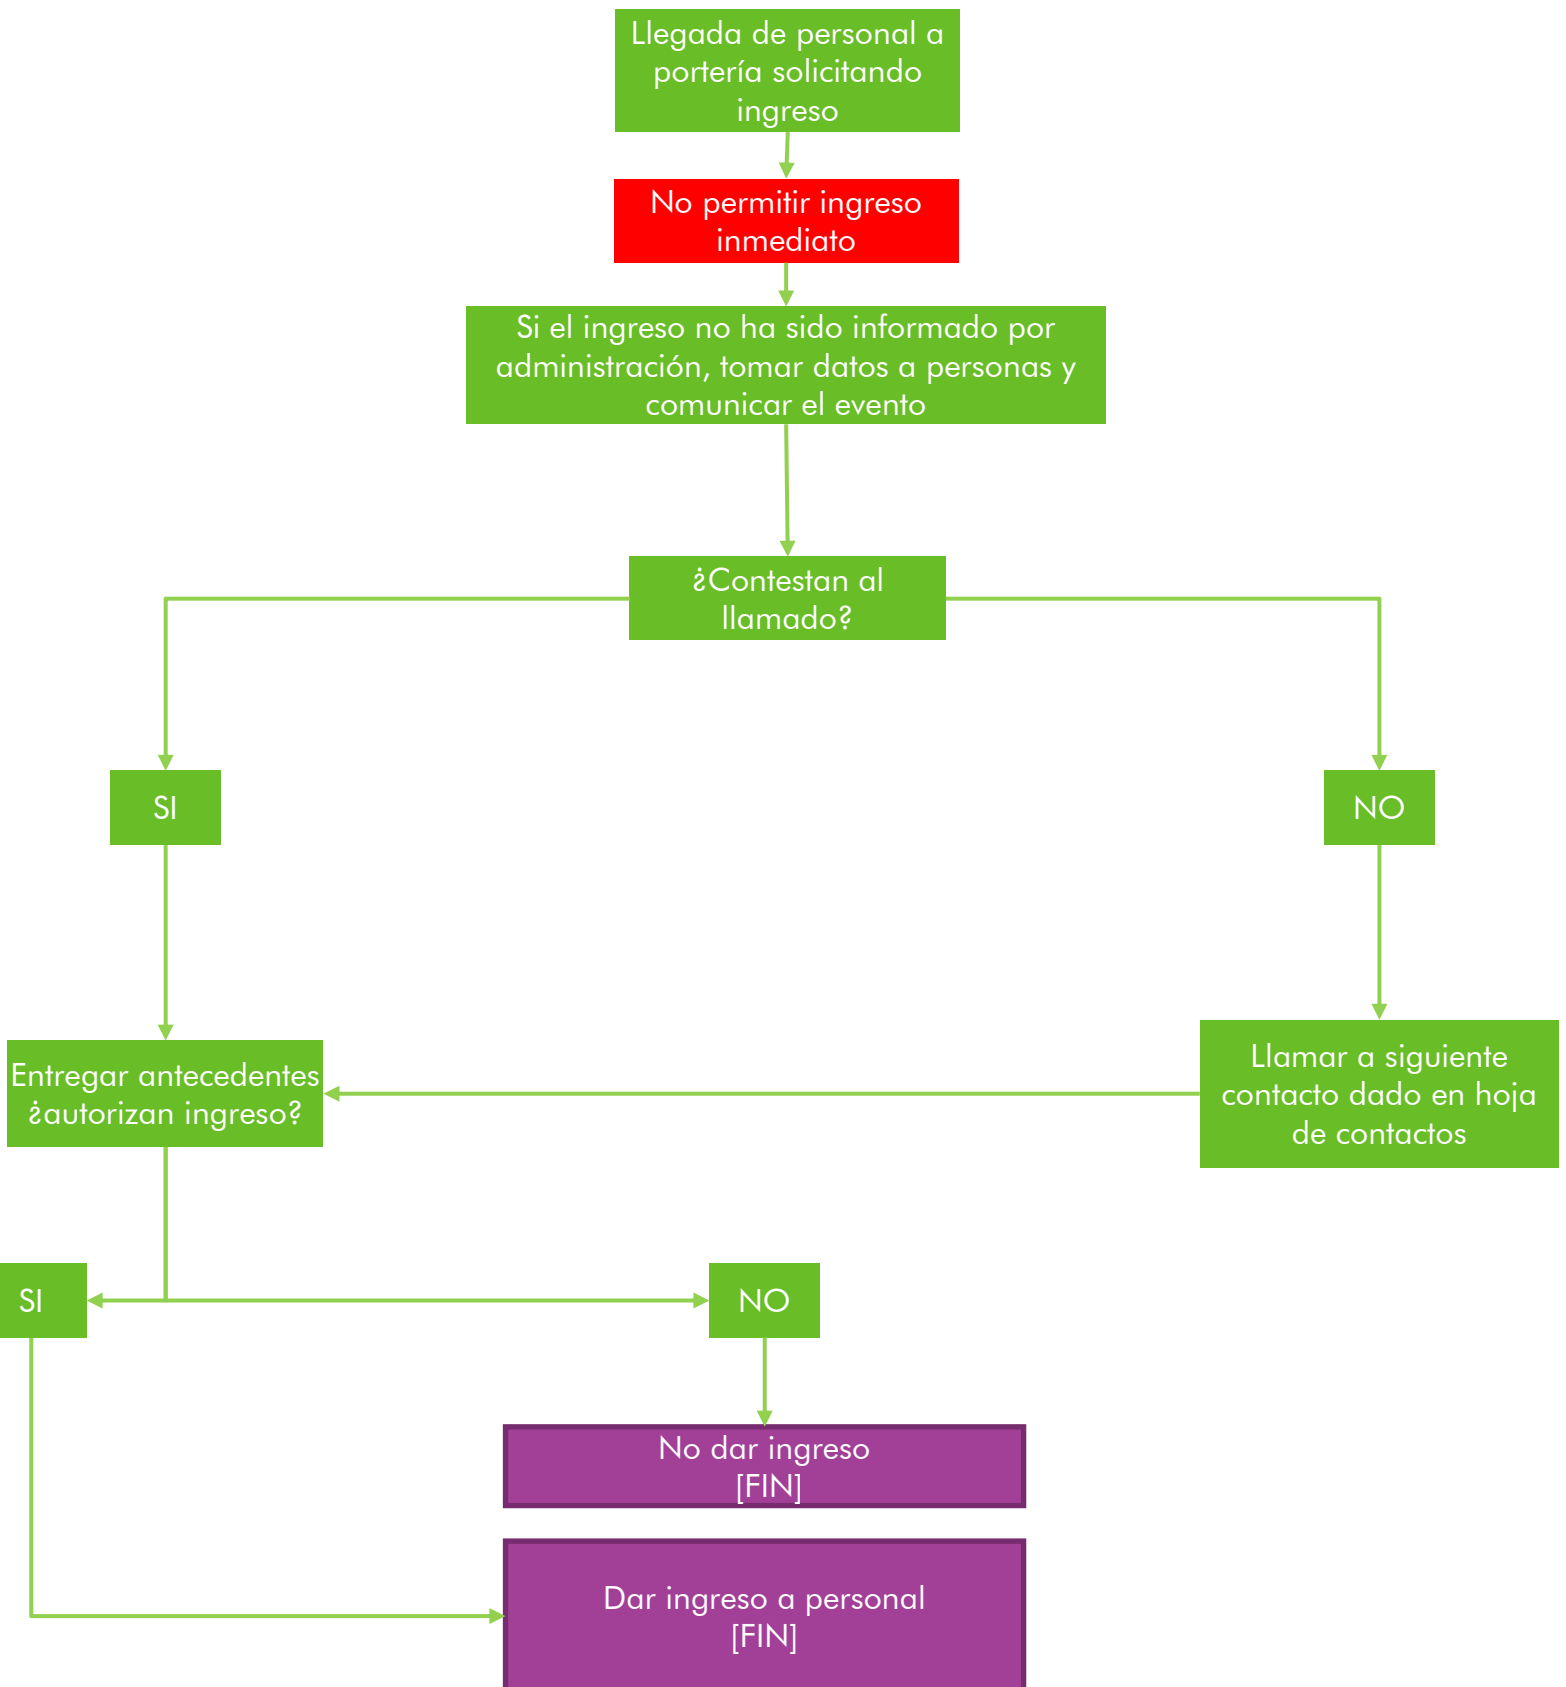 Llegada de personal a
portería solicitando
ingreso
No permitir ingreso
inmediato
Si el ingreso no ha sido informado por
administración, tomar datos a personas y
comunicar el evento
¿Contestan al
llamado?
SI
NO
Entregar antecedentes
¿autorizan ingreso?
Llamar a siguiente
contacto dado en hoja
de contactos
SI
NO
No dar ingreso
[FIN]
Dar ingreso a personal
[FIN]